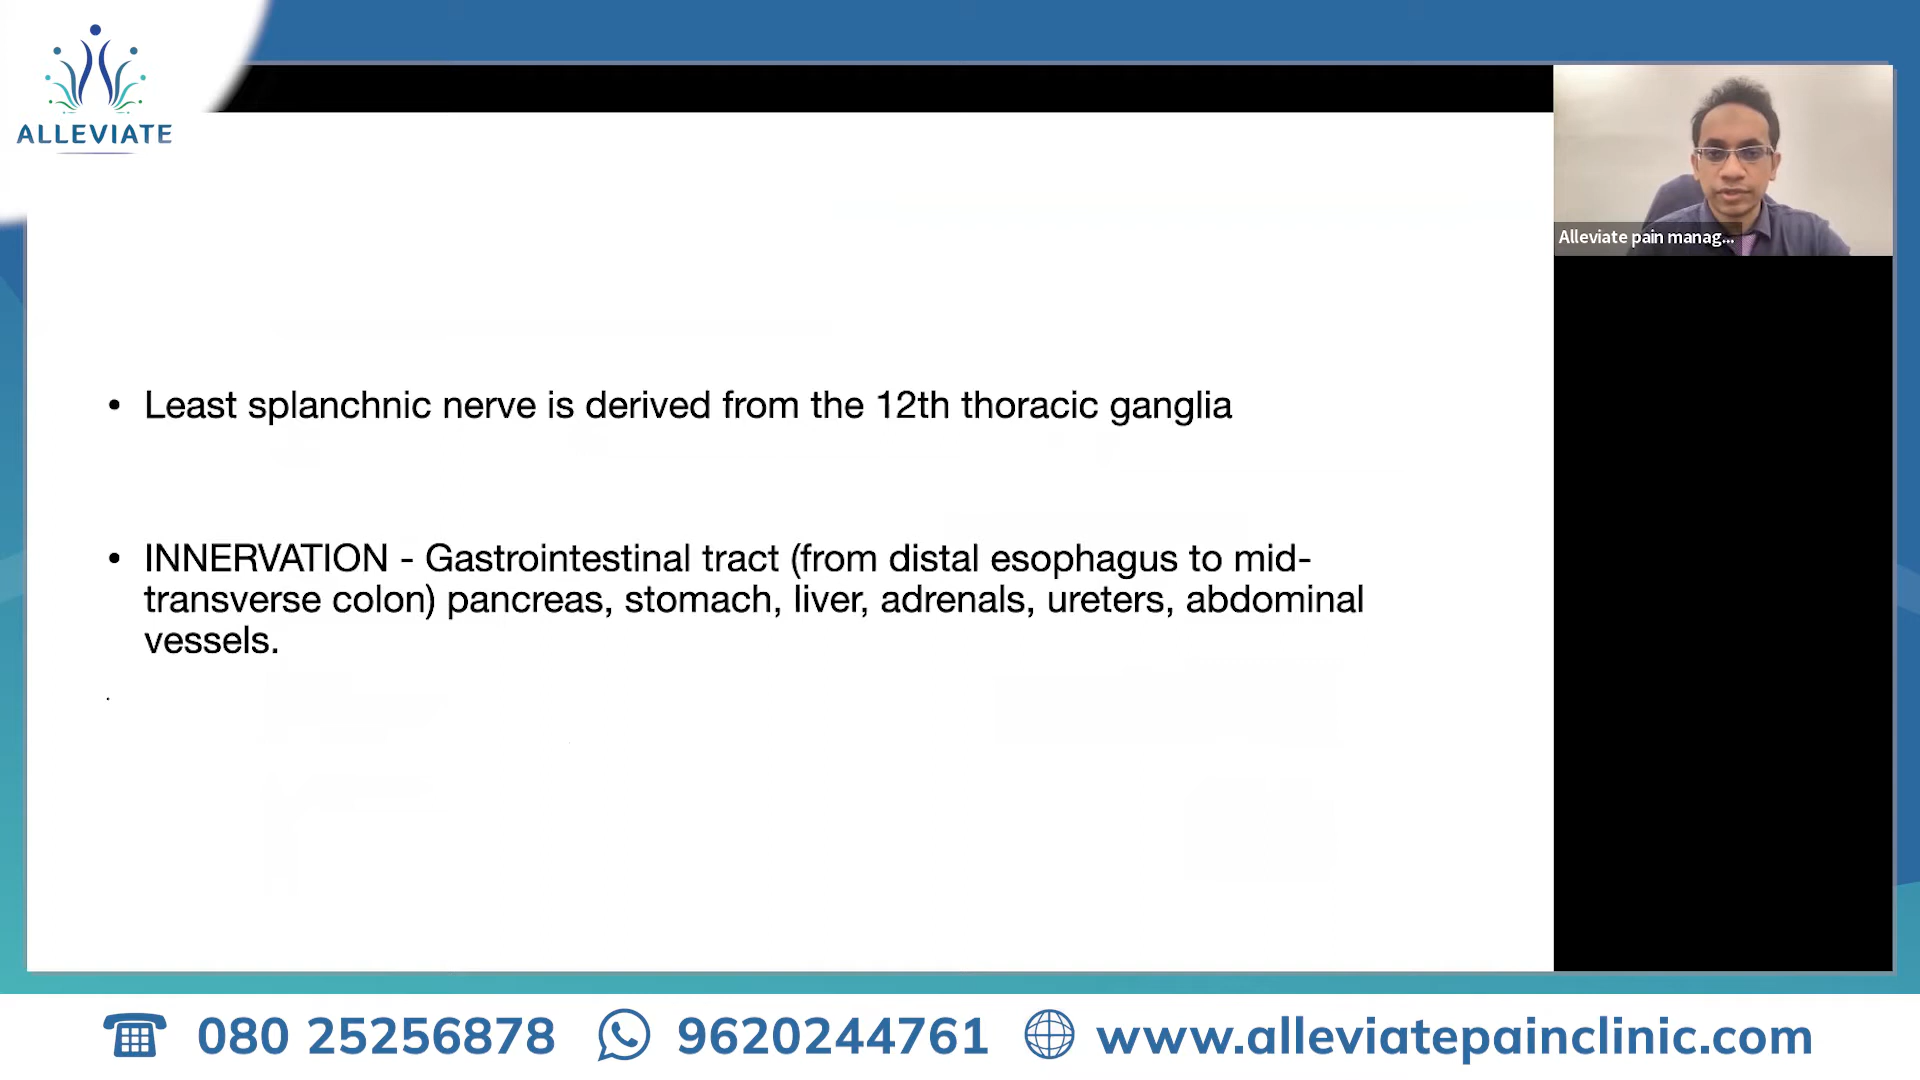 ALLEVIATE
Alleviate pain manag...
• Least splanchnic nerve is derived from the 12th thoracic ganglia
• INNERVATION - Gastrointestinal tract (from distal esophagus to mid-
transverse colon) pancreas, stomach, liver, adrenals, ureters, abdominal
vessels.
080 25256878 9620244761 www.alleviatepainclinic.com